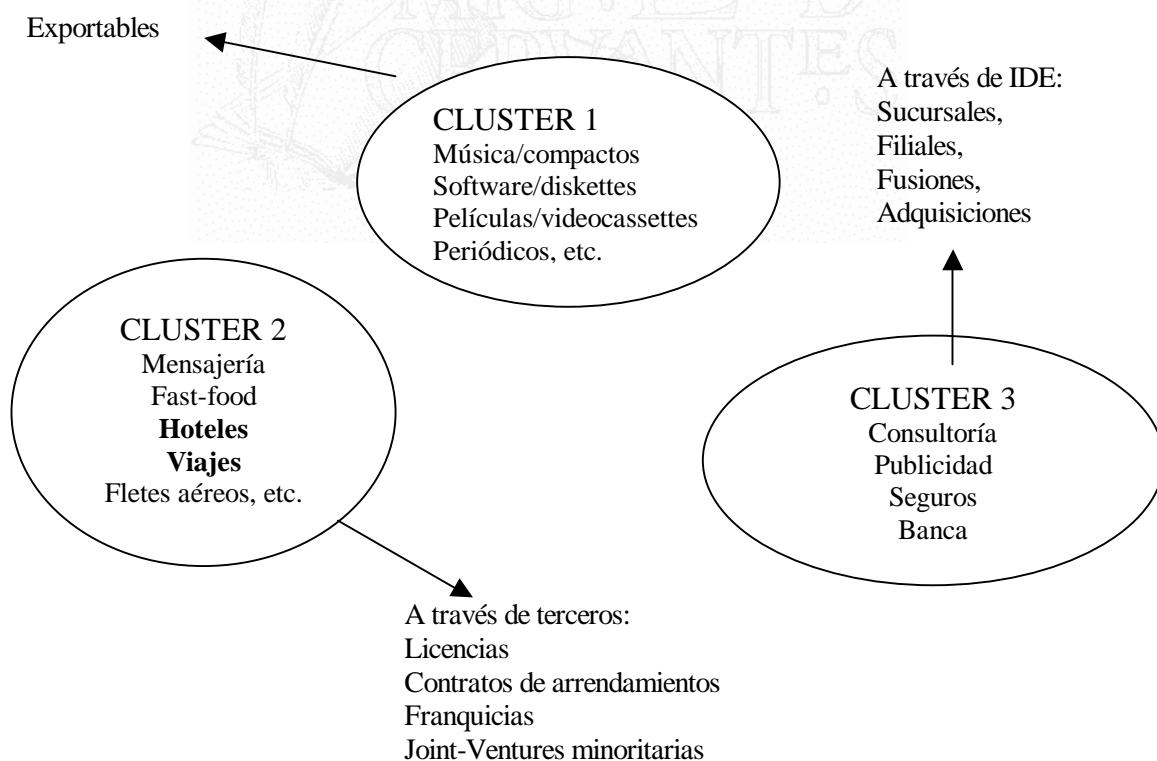 Exportables
CERVANTES
A través de IDE:
Sucursales,
Filiales,
Fusiones,
Adquisiciones
CLUSTER 1
Música/compactos
Software/diskettes
Películas/videocassettes
Periódicos, etc.
CLUSTER 2
Mensajería
Fast-food
Hoteles
Viajes
Fletes aéreos, etc.
CLUSTER 3
Consultoría
Publicidad
Seguros
Banca
A través de terceros:
Licencias
Contratos de arrendamientos
Franquicias
Joint-Ventures minoritarias